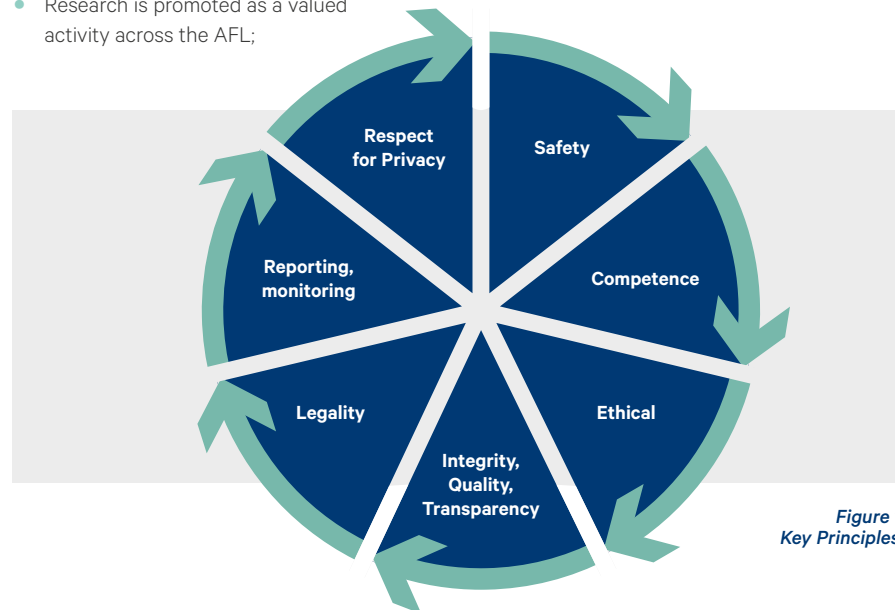 Research is promoted as a valued
activity across the AFL;
Respect
for Privacy
Safety
Reporting,
monitoring
Competence
Legality
Ethical
Integrity,
Quality,
Transparency
Figure
Key Principles